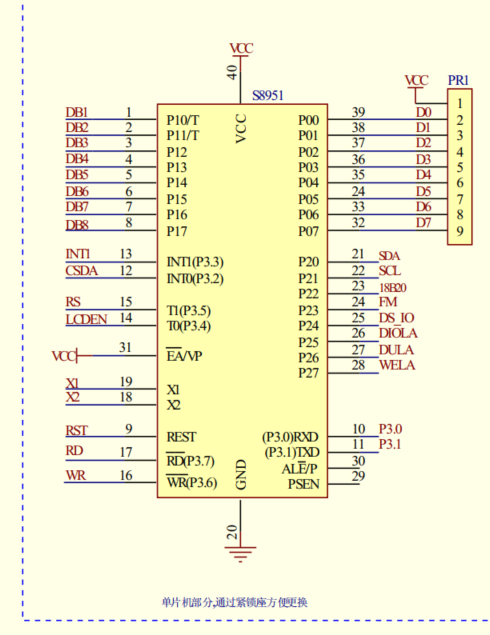 VCC
40
S8951
VCC
PR1
DB1 1 P10/T VCC P00 39 D0 1
DB2 2 P11/T P01 38 D1 2
DB3 3 P12 P02 37 D2 3
DB4 4 P13 P03 36 D3 4
DB5 5 P14 P04 35 D4 5
DB6 6 P15 P05 24 D5 6
DB7 7 P16 P06 33 D6 7
DB8 8 P17 P07 32 D7 8
9
INT1 13 INT1(P3.3) P20 21 SDA
CSDA 12 INT0(P3.2) P21 22 SCL
P22 23 18B20
RS 15 T1(P3.5) P23 24 FM
LCDEN 14 T0(P3.4) P24 25 DS_IO
P25 26 DIOLA
VCC 31 EA/VP P26 27 DULA
P27 28 WELA
X1 19 X1
X2 18 X2
RST 9 REST (P3.0)RXD 10 P3.0
RD 17 RD(P3.7) (P3.1)TXD 11 P3.1
ALE/P 30
WR 16 WR(P3.6) GND PSEN 29
20
单片机部分,通过紧锁座方便更换